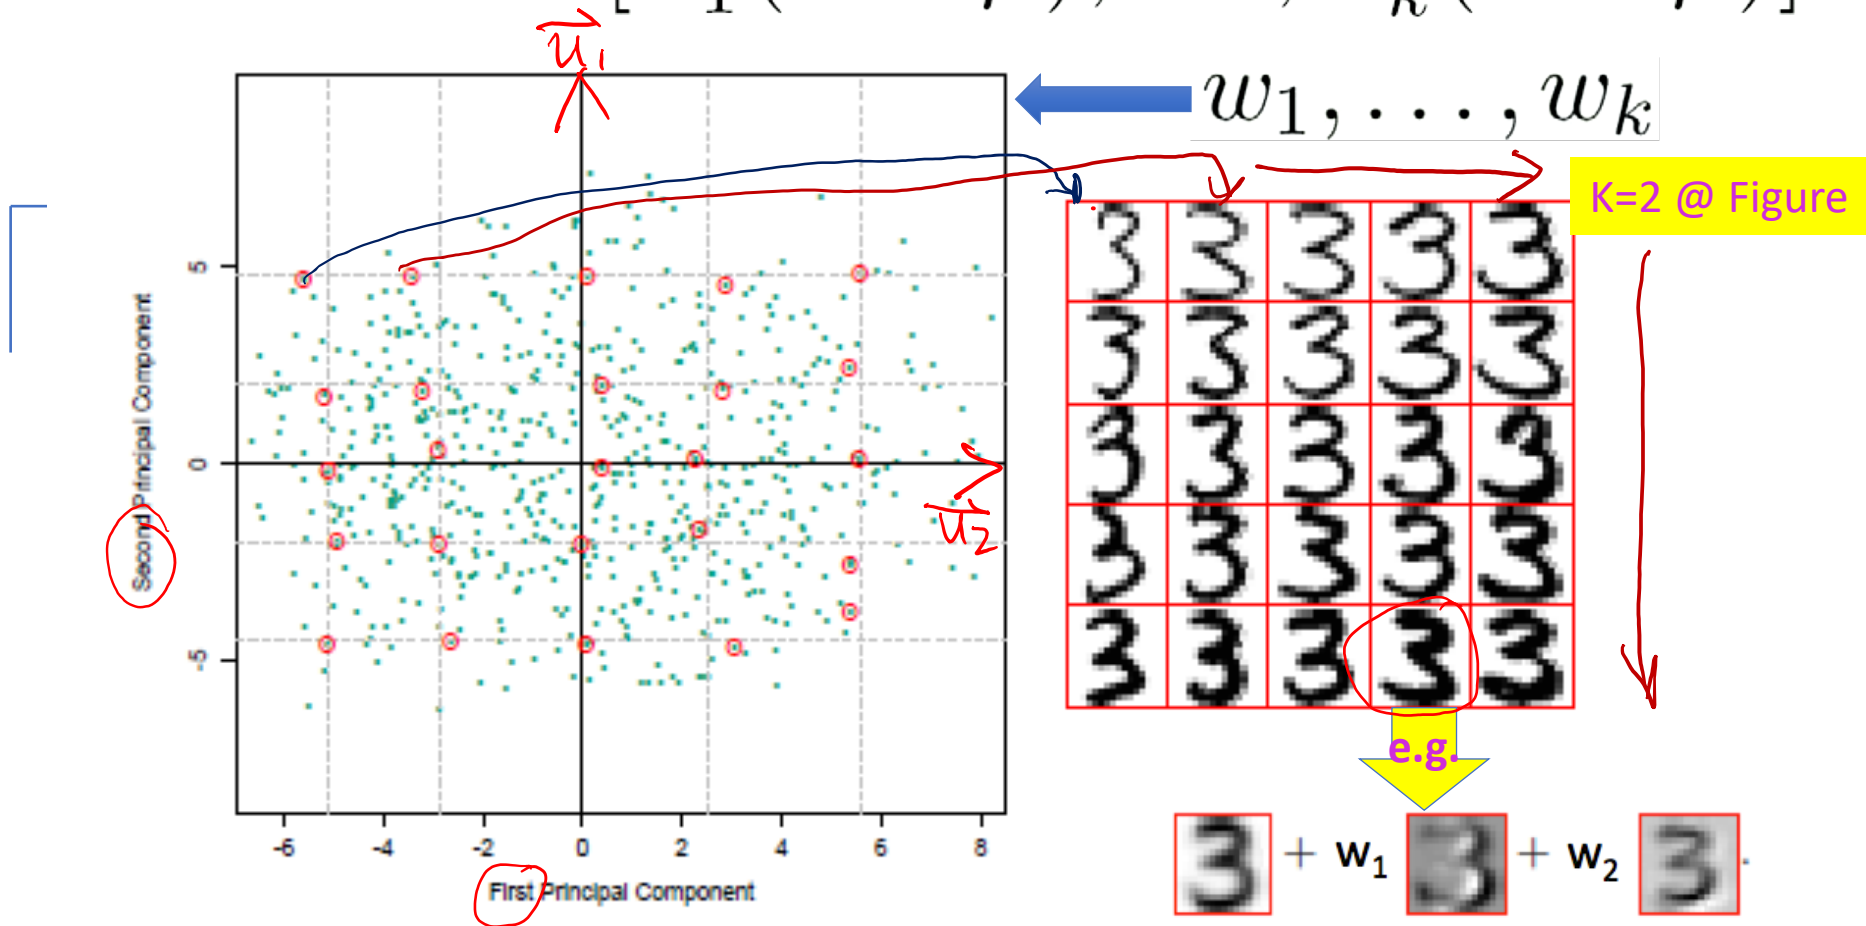 u₁
w₁, . . . , wₖ
K=2 @ Figure
5
0
-5
Second Principal Component
u₂
-6 -4 -2 0 2 4 6 8
First Principal Component
e.g.
+ w₁ + w₂ .